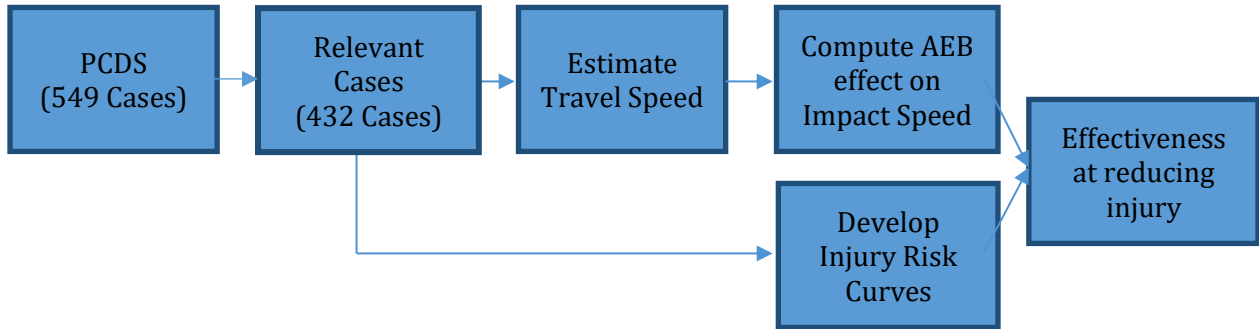 PCDS
(549 Cases)
Relevant
Cases
(432 Cases)
Estimate
Travel Speed
Compute AEB
effect on
Impact Speed
Develop
Injury Risk
Curves
Effectiveness
at reducing
injury